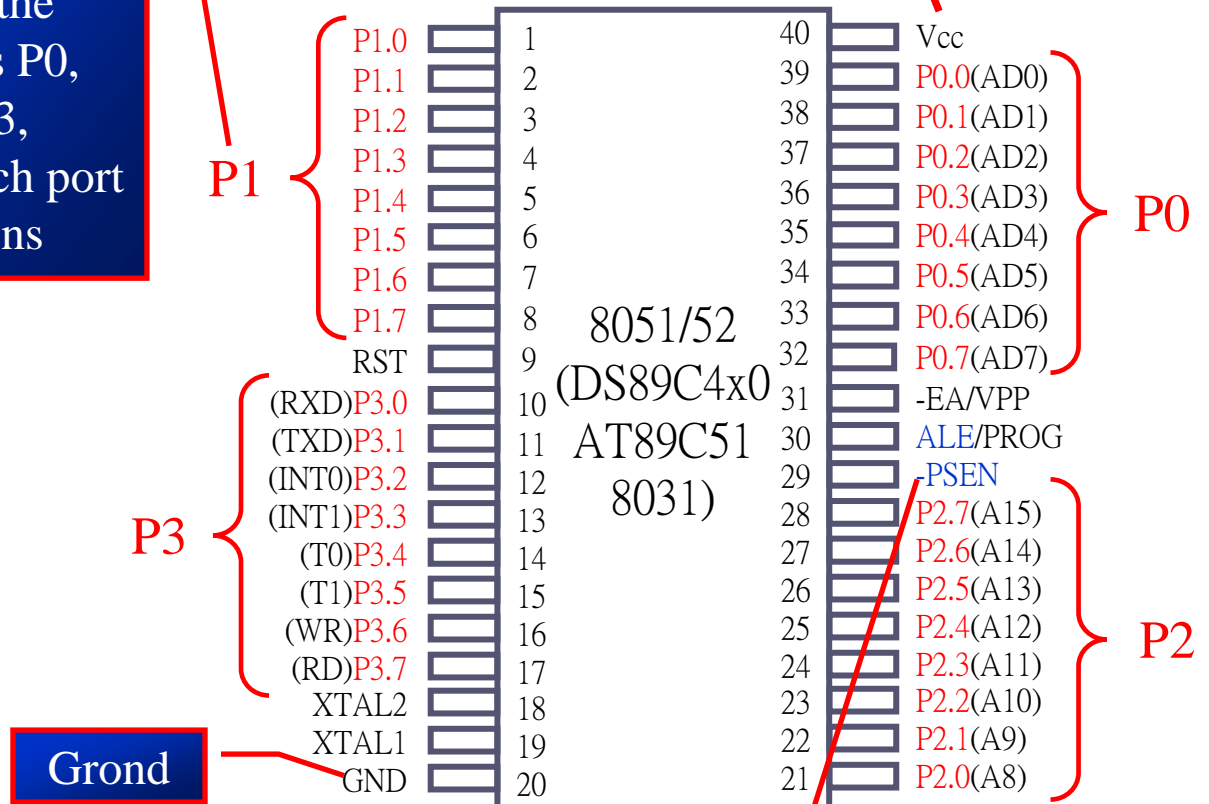 the
s P0,
3,
ch port
ns
P1
P1.0
P1.1
P1.2
P1.3
P1.4
P1.5
P1.6
P1.7
RST
P3
(RXD)P3.0
(TXD)P3.1
(INT0)P3.2
(INT1)P3.3
(T0)P3.4
(T1)P3.5
(WR)P3.6
(RD)P3.7
XTAL2
XTAL1
GND
Grond
1
2
3
4
5
6
7
8
9
10
11
12
13
14
15
16
17
18
19
20
8051/52
(DS89C4x0
AT89C51
8031)
40
39
38
37
36
35
34
33
32
31
30
29
28
27
26
25
24
23
22
21
Vcc
P0.0(AD0)
P0.1(AD1)
P0.2(AD2)
P0.3(AD3)
P0.4(AD4)
P0.5(AD5)
P0.6(AD6)
P0.7(AD7)
-EA/VPP
ALE/PROG
-PSEN
P2.7(A15)
P2.6(A14)
P2.5(A13)
P2.4(A12)
P2.3(A11)
P2.2(A10)
P2.1(A9)
P2.0(A8)
P0
P2